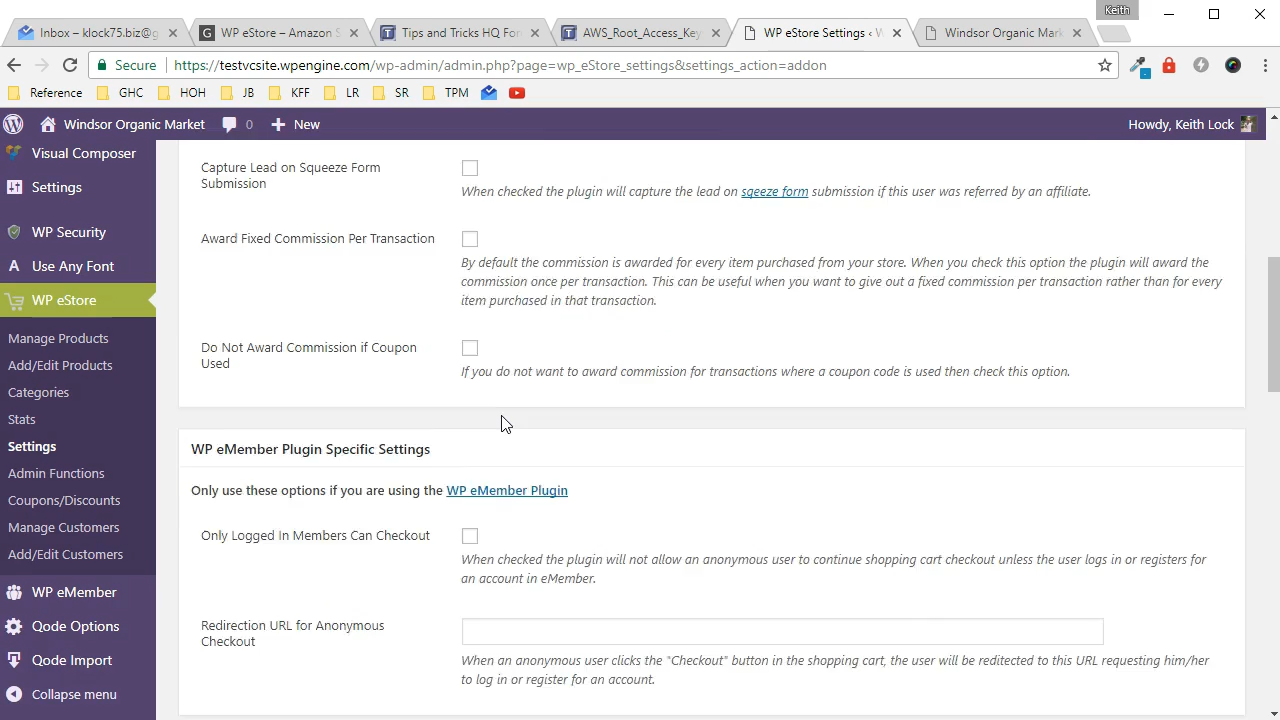 Keith
Inbox – klock75.biz@g
WP eStore – Amazon S
Tips and Tricks HQ For
AWS_Root_Access_Key
WP eStore Settings ‹ W
Windsor Organic Mark
Secure
https://testvcsite.wpengine.com/wp-admin/admin.php?page=wp_eStore_settings&settings_action=addon
Reference
GHC
HOH
JB
KFF
LR
SR
TPM
Windsor Organic Market
0
New
Howdy, Keith Lock
Visual Composer
Settings
WP Security
Use Any Font
WP eStore
Manage Products
Add/Edit Products
Categories
Stats
Settings
Admin Functions
Coupons/Discounts
Manage Customers
Add/Edit Customers
WP eMember
Qode Options
Qode Import
Collapse menu
Capture Lead on Squeeze Form
Submission
When checked the plugin will capture the lead on sqeeze form submission if this user was referred by an affiliate.
Award Fixed Commission Per Transaction
By default the commission is awarded for every item purchased from your store. When you check this option the plugin will award the
commission once per transaction. This can be useful when you want to give out a fixed commission per transaction rather than for every
item purchased in that transaction.
Do Not Award Commission if Coupon
Used
If you do not want to award commission for transactions where a coupon code is used then check this option.
WP eMember Plugin Specific Settings
Only use these options if you are using the WP eMember Plugin
Only Logged In Members Can Checkout
When checked the plugin will not allow an anonymous user to continue shopping cart checkout unless the user logs in or registers for
an account in eMember.
Redirection URL for Anonymous
Checkout
When an anonymous user clicks the "Checkout" button in the shopping cart, the user will be reditected to this URL requesting him/her
to log in or register for an account.